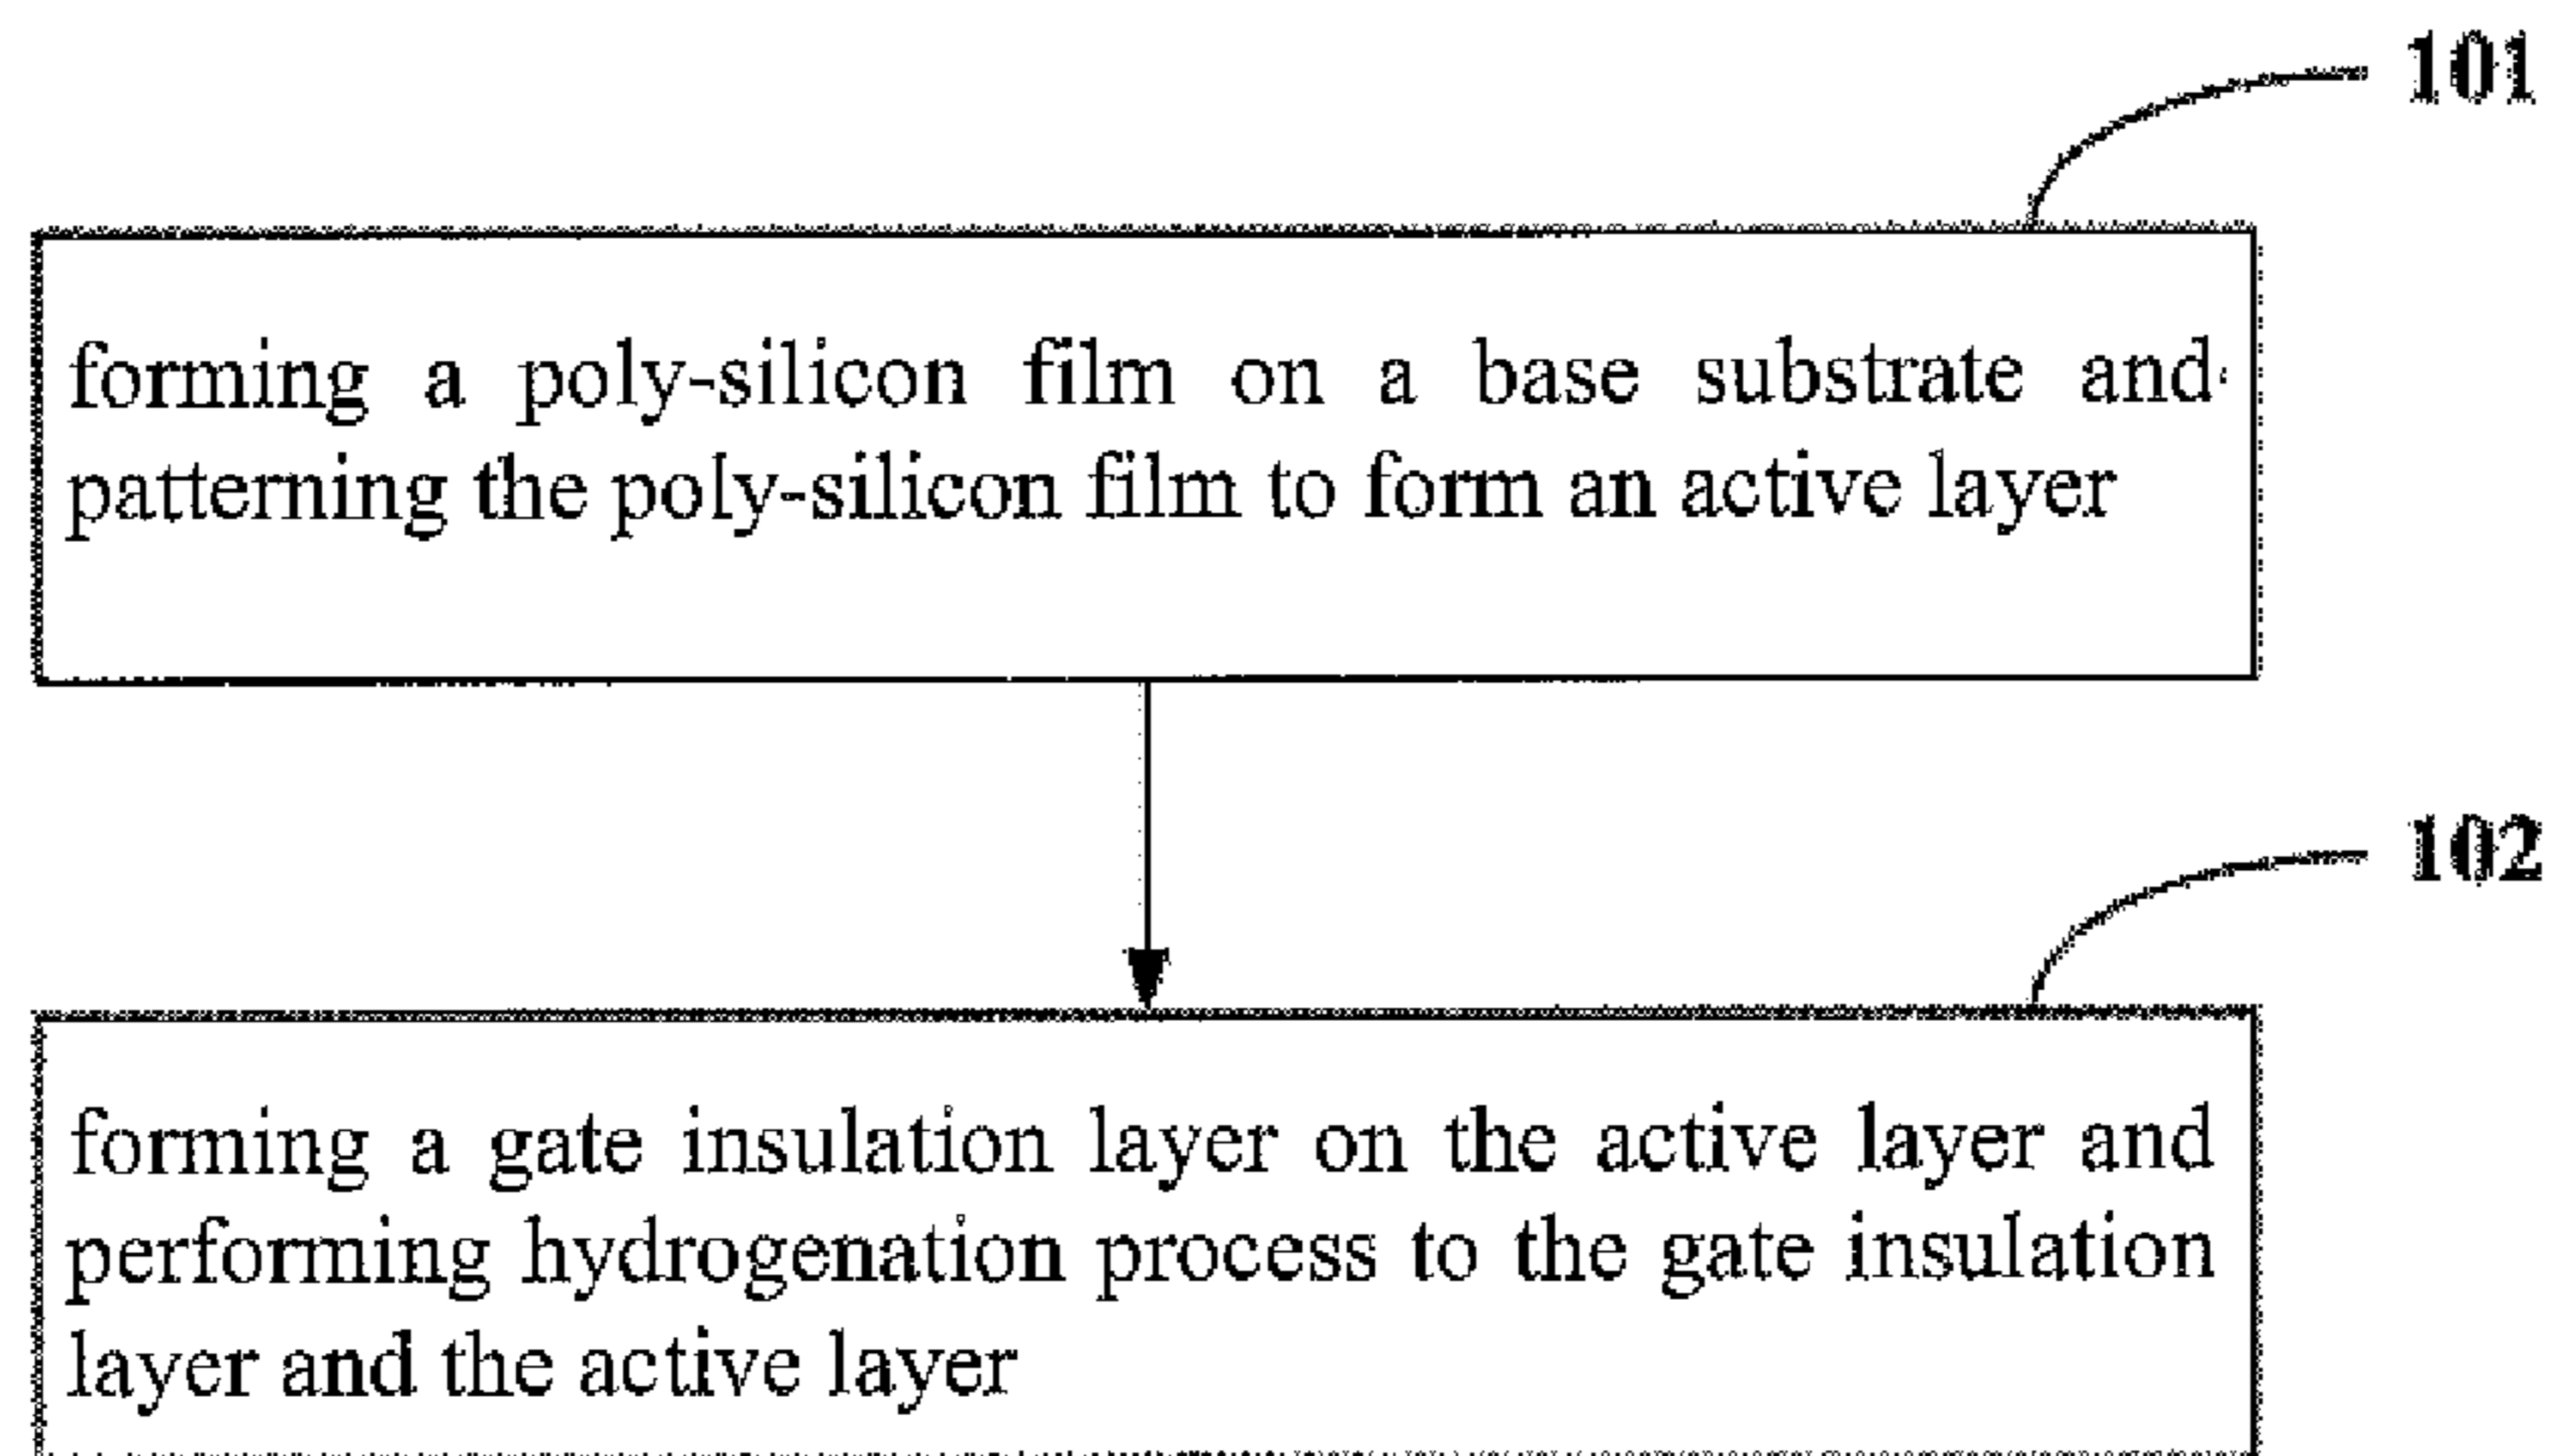 101
forming a poly-silicon film on a base substrate and
patterning the poly-silicon film to form an active layer
102
forming a gate insulation layer on the active layer and
performing hydrogenation process to the gate insulation
layer and the active layer